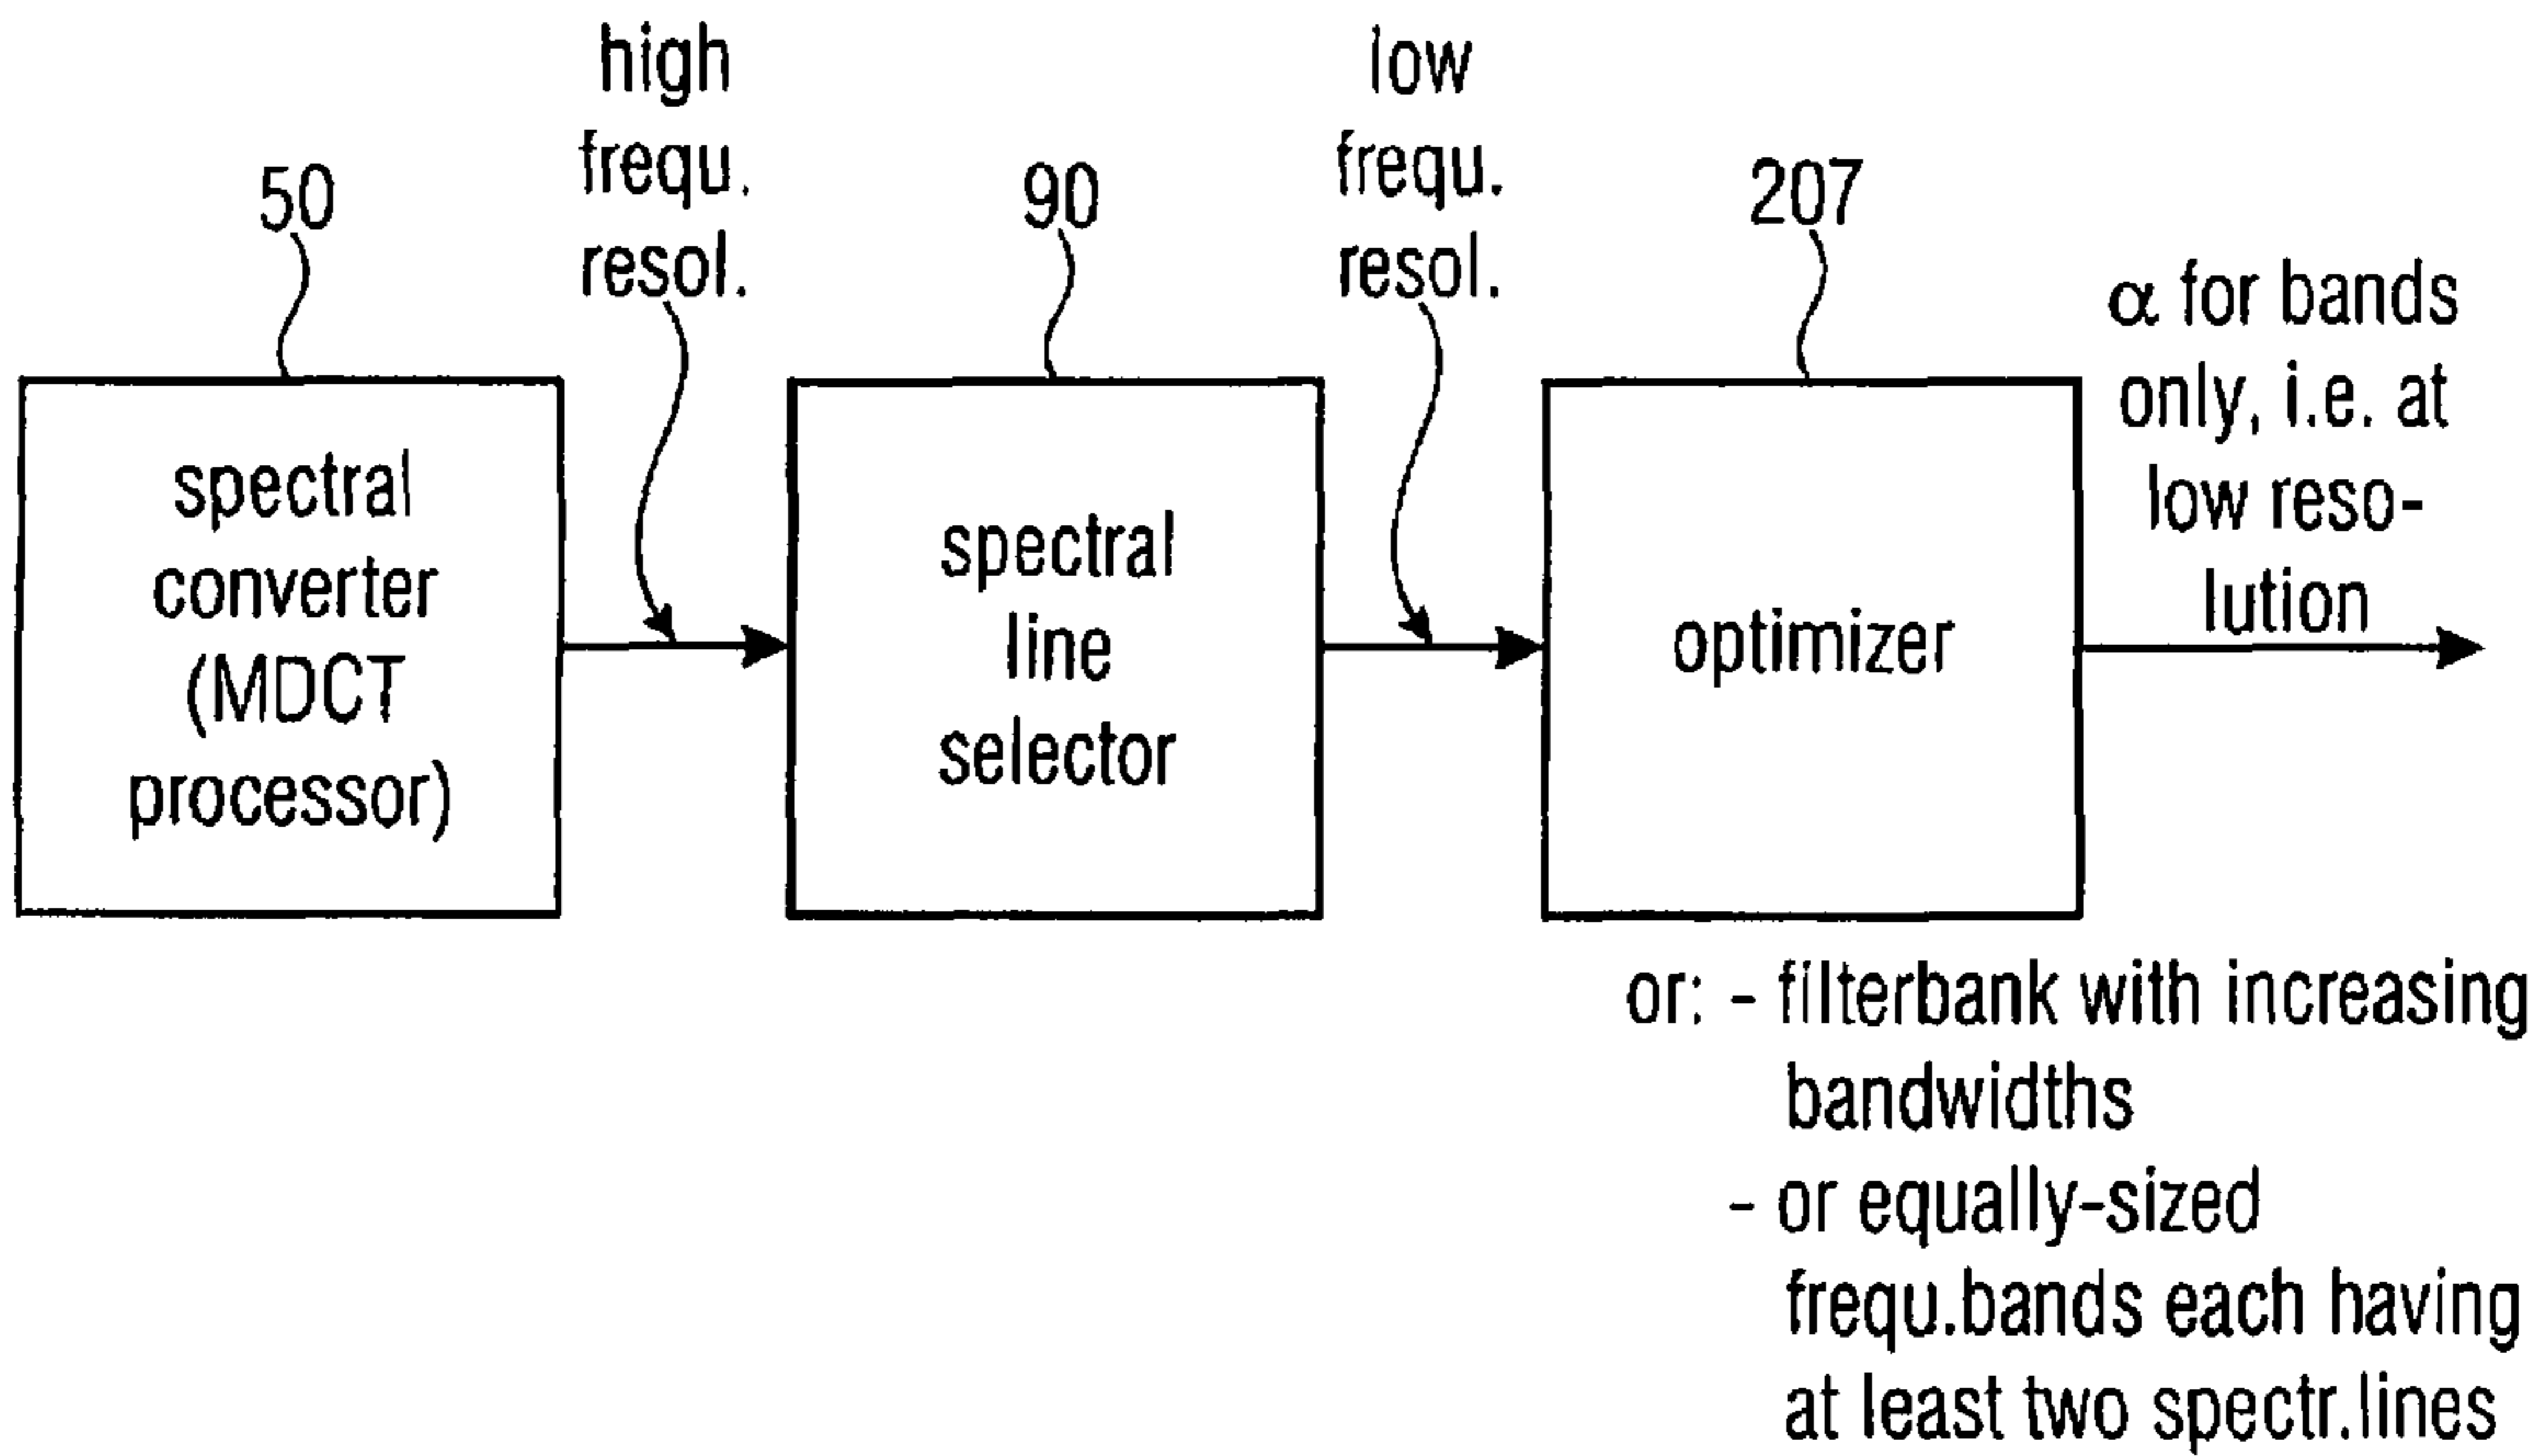 50
high
frequ.
resol.
90
low
frequ.
resol.
207
α for bands
only, i.e. at
low reso-
lution
spectral
converter
(MDCT
processor)
spectral
line
selector
optimizer
or: - filterbank with increasing
bandwidths
- or equally-sized
frequ.bands each having
at least two spectr.lines